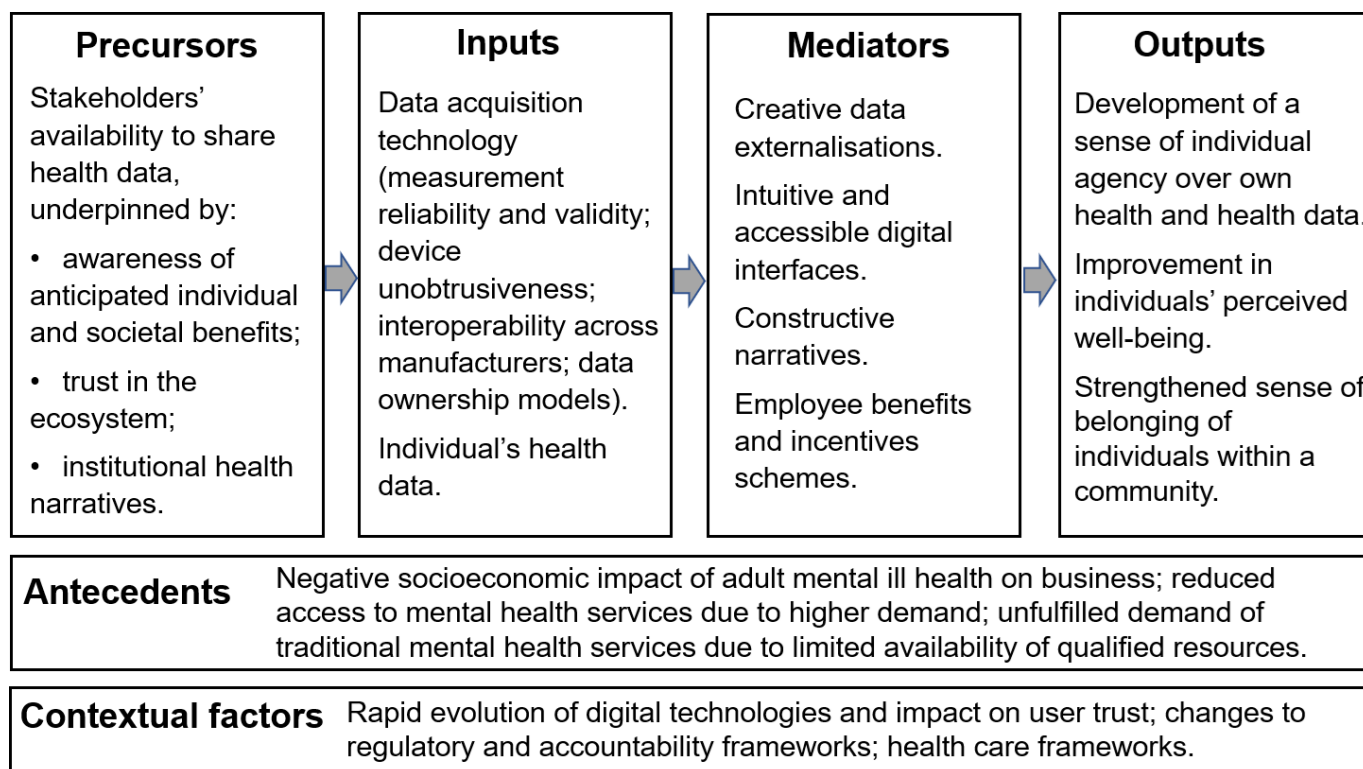 Precursors
Stakeholders'
availability to share
health data,
underpinned by:
• awareness of
anticipated individual
and societal benefits;
• trust in the
ecosystem;
• institutional health
narratives.
Inputs
Data acquisition
technology
(measurement
reliability and validity;
device
unobtrusiveness;
interoperability across
manufacturers; data
ownership models).
Individual's health
data.
Mediators
Creative data
externalisations.
Intuitive and
accessible digital
interfaces.
Constructive
narratives.
Employee benefits
and incentives
schemes.
Outputs
Development of a
sense of individual
agency over own
health and health data.
Improvement in
individuals' perceived
well-being.
Strengthened sense of
belonging of
individuals within a
community.
Antecedents
Negative socioeconomic impact of adult mental ill health on business; reduced
access to mental health services due to higher demand; unfulfilled demand of
traditional mental health services due to limited availability of qualified resources.
Contextual factors
Rapid evolution of digital technologies and impact on user trust; changes to
regulatory and accountability frameworks; health care frameworks.